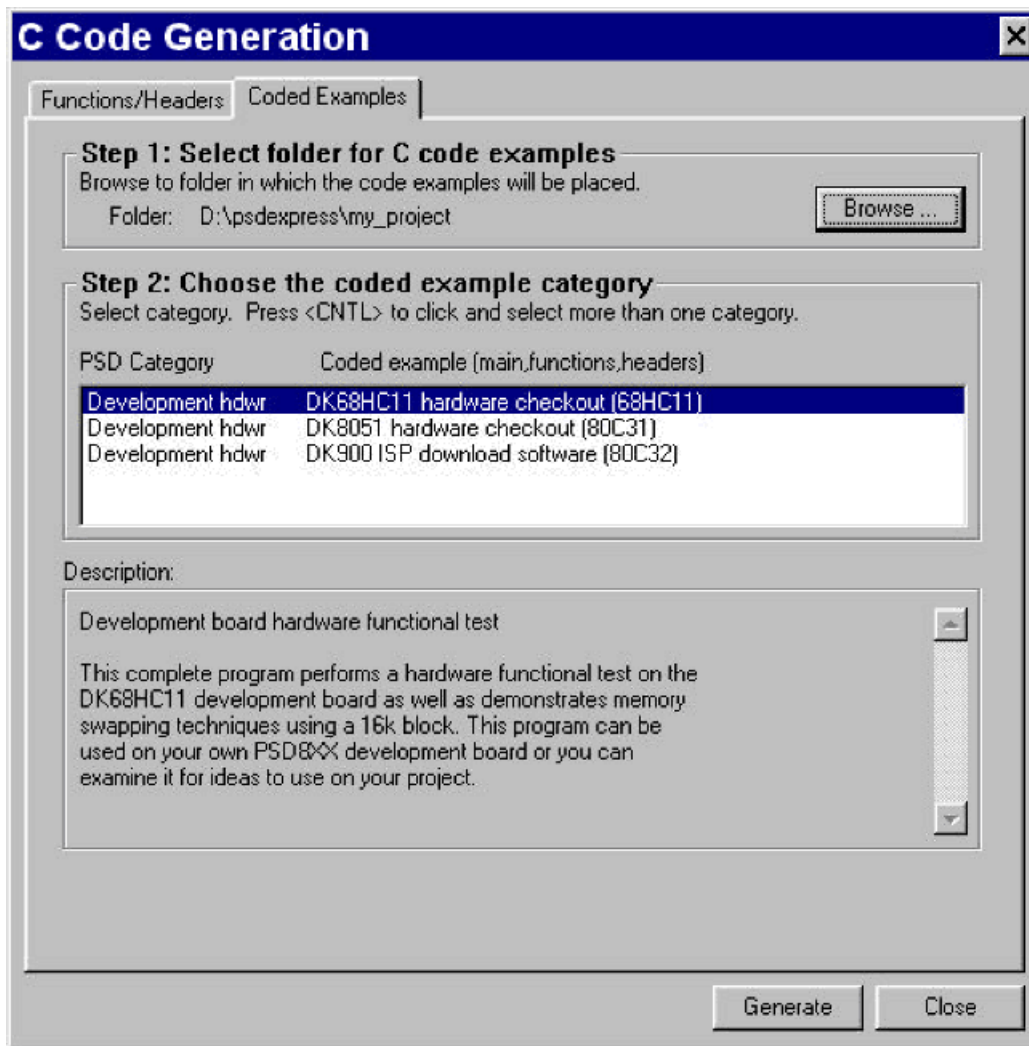 C Code Generation
Functions/Headers
Coded Examples
Step 1: Select folder for C code examples
Browse to folder in which the code examples will be placed.
Folder: D:\psdexpress\my_project
Browse ...
Step 2: Choose the coded example category
Select category. Press <CNTL> to click and select more than one category.
PSD Category Coded example (main,functions,headers)
Development hdwr DK68HC11 hardware checkout (68HC11)
Development hdwr DK8051 hardware checkout (80C31)
Development hdwr DK900 ISP download software (80C32)
Description:
Development board hardware functional test
This complete program performs a hardware functional test on the
DK68HC11 development board as well as demonstrates memory
swapping techniques using a 16k block. This program can be
used on your own PSD8XX development board or you can
examine it for ideas to use on your project.
Generate
Close